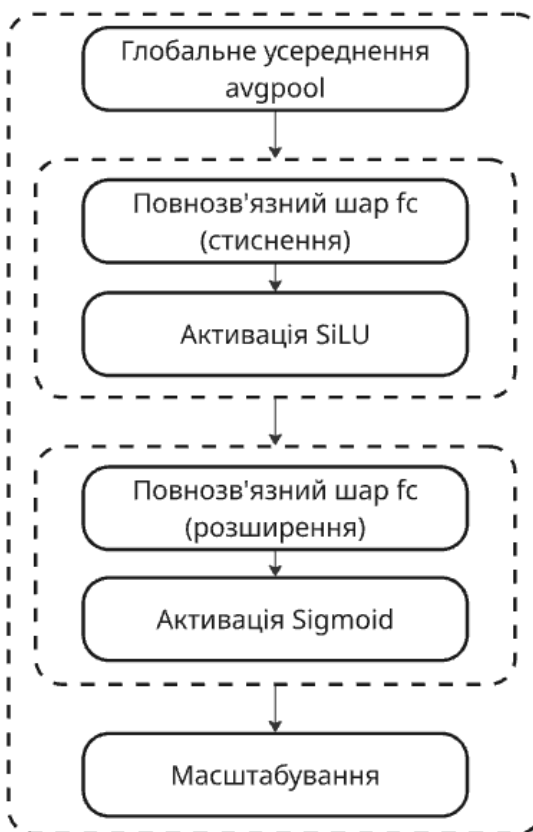 Глобальне усереднення
avgpool
Повнозв'язний шар fc
(стиснення)
Активація SiLU
Повнозв'язний шар fc
(розширення)
Активація Sigmoid
Масштабування